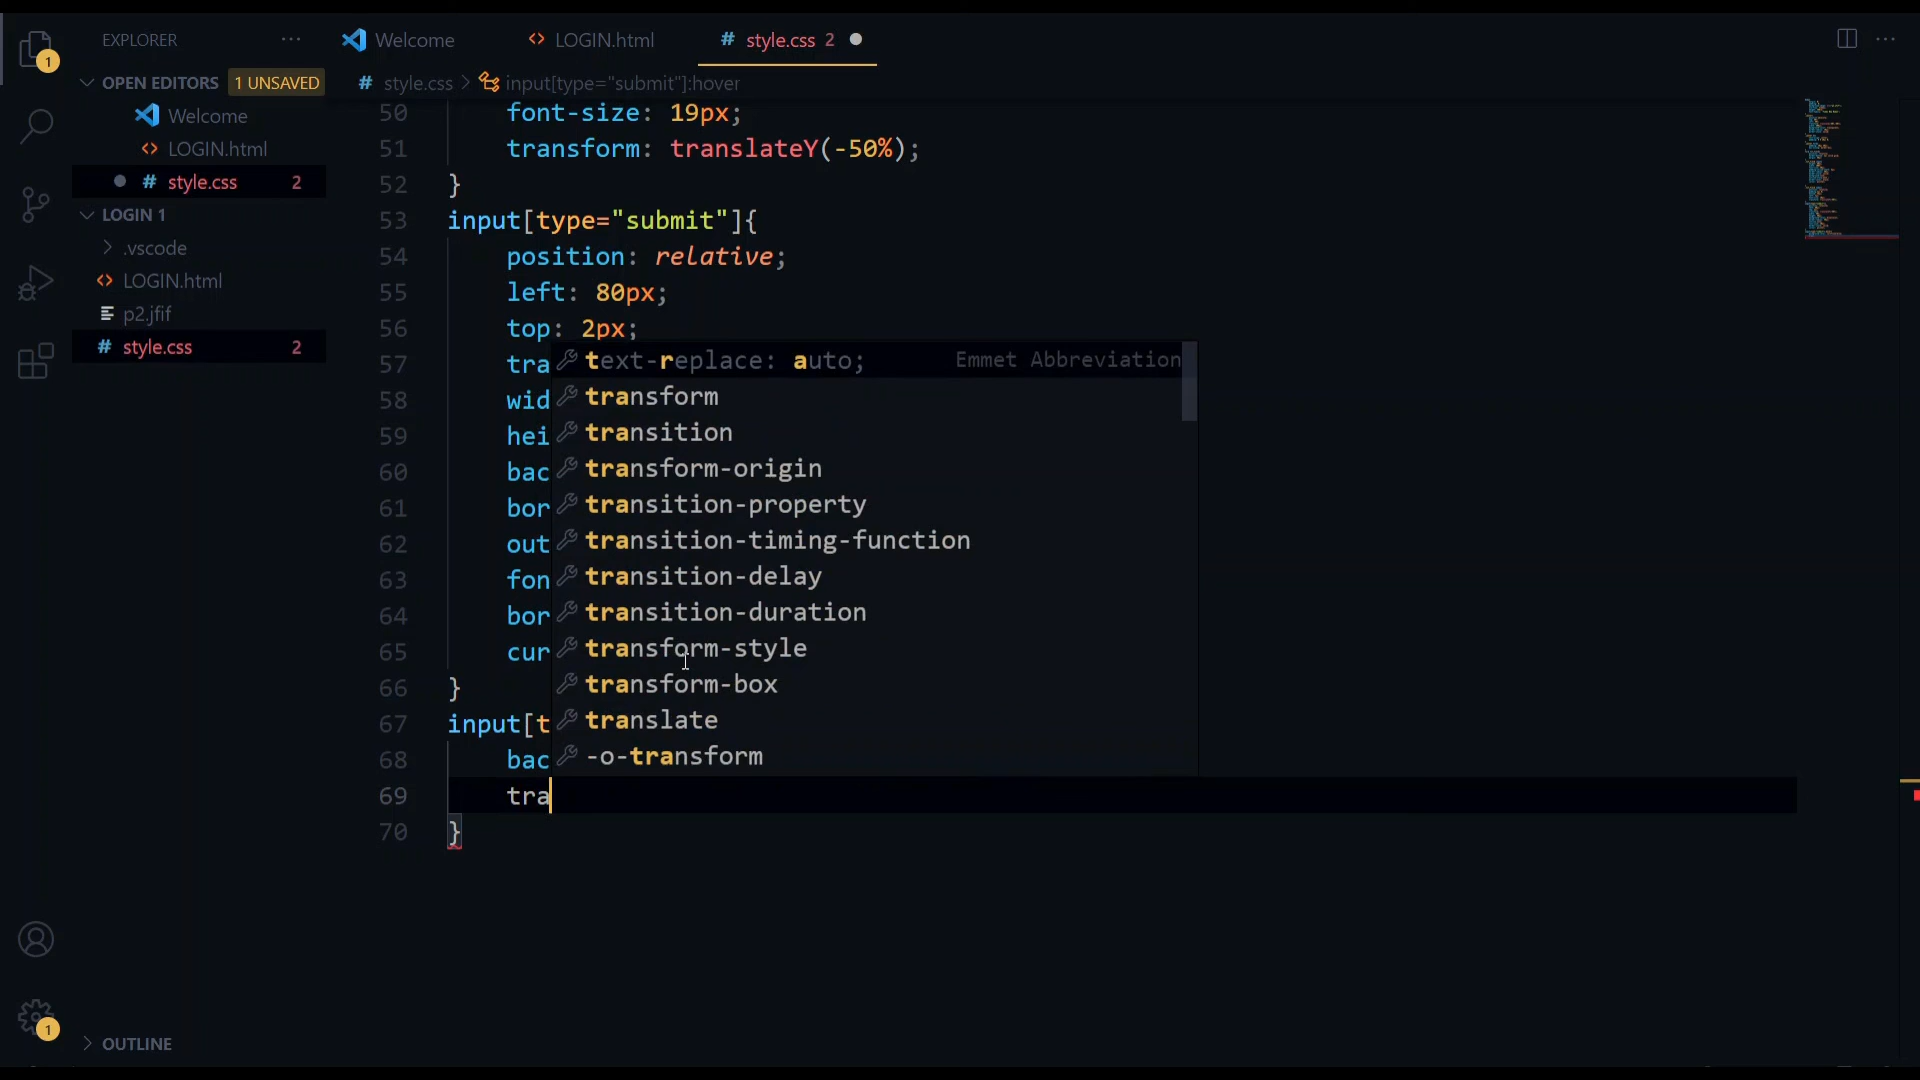 EXPLORER ···
Welcome
LOGIN.html
# style.css 2
1
OPEN EDITORS 1 UNSAVED
# style.css > input[type="submit"]:hover
Welcome
LOGIN.html
# style.css 2
LOGIN 1
.vscode
LOGIN.html
p2.jfif
# style.css 2
50 font-size: 19px;
51 transform: translateY(-50%);
52 }
53 input[type="submit"]{
54 position: relative;
55 left: 80px;
56 top: 2px;
57 tra
58 wid
59 hei
60 bac
61 bor
62 out
63 fon
64 bor
65 cur
66 }
67 input[t
68 bac
69 tra
70 }
text-replace: auto; Emmet Abbreviation
transform
transition
transform-origin
transition-property
transition-timing-function
transition-delay
transition-duration
transform-style
transform-box
translate
-o-transform
1
OUTLINE